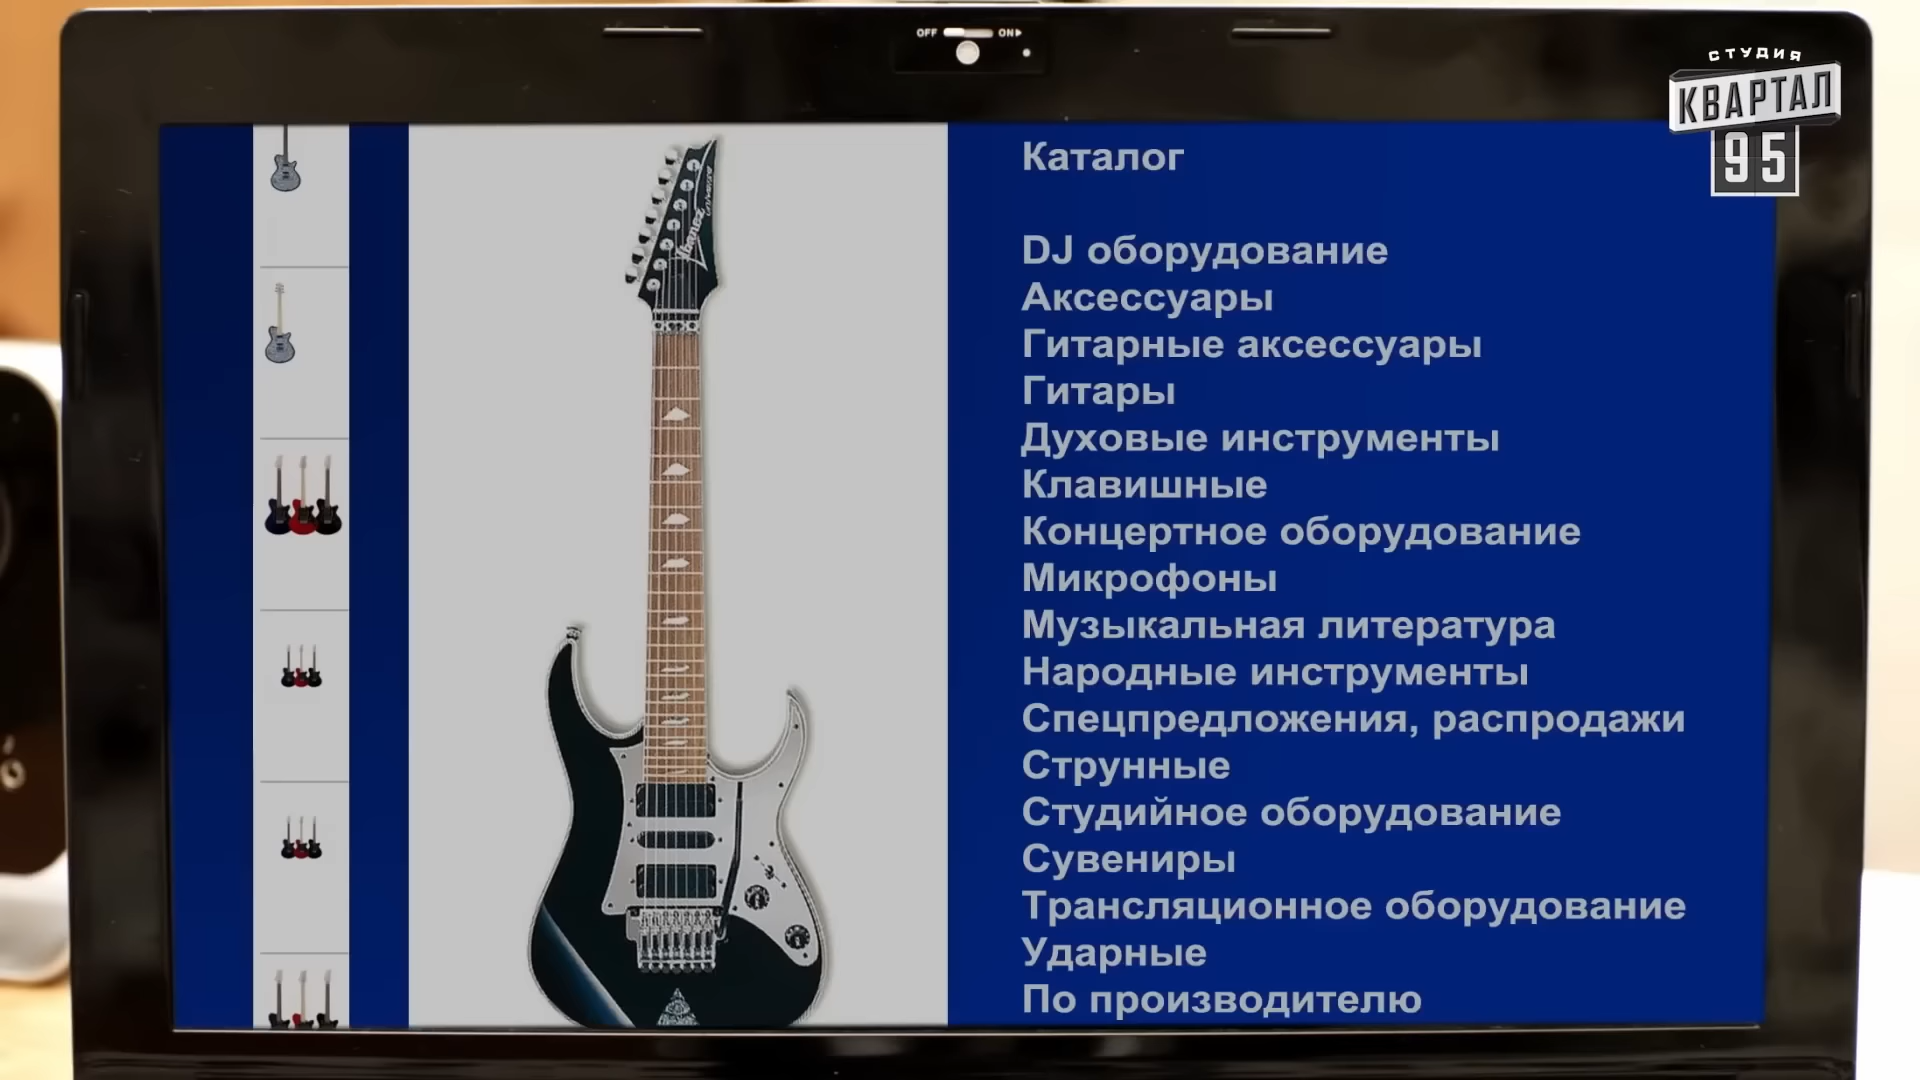 OFF ON
СТУДИЯ
КВАРТАЛ
95
Ibanez
Каталог
DJ оборудование
Аксессуары
Гитарные аксессуары
Гитары
Духовые инструменты
Клавишные
Концертное оборудование
Микрофоны
Музыкальная литература
Народные инструменты
Спецпредложения, распродажи
Струнные
Студийное оборудование
Сувениры
Трансляционное оборудование
Ударные
По производителю